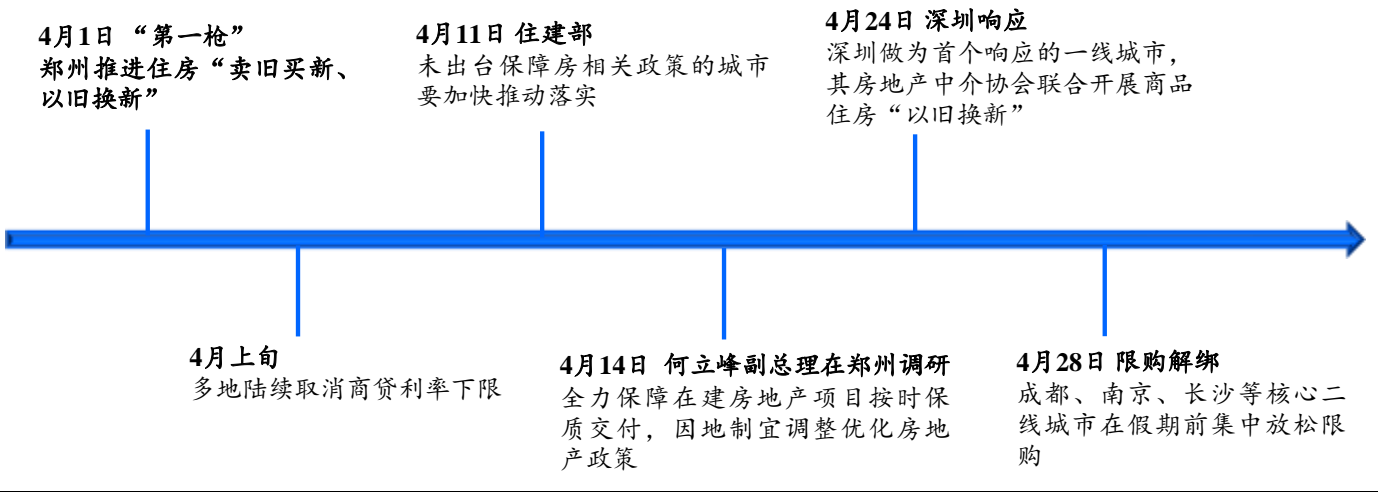 4月1日 “第一枪”
郑州推进住房“卖旧买新、
以旧换新”
4月11日 住建部
未出台保障房相关政策的城市
要加快推动落实
4月24日 深圳响应
深圳做为首个响应的一线城市，
其房地产中介协会联合开展商品
住房“以旧换新”
4月上旬
多地陆续取消商贷利率下限
4月14日 何立峰副总理在郑州调研
全力保障在建房地产项目按时保
质交付，因地制宜调整优化房地
产政策
4月28日 限购解绑
成都、南京、长沙等核心二
线城市在假期前集中放松限
购